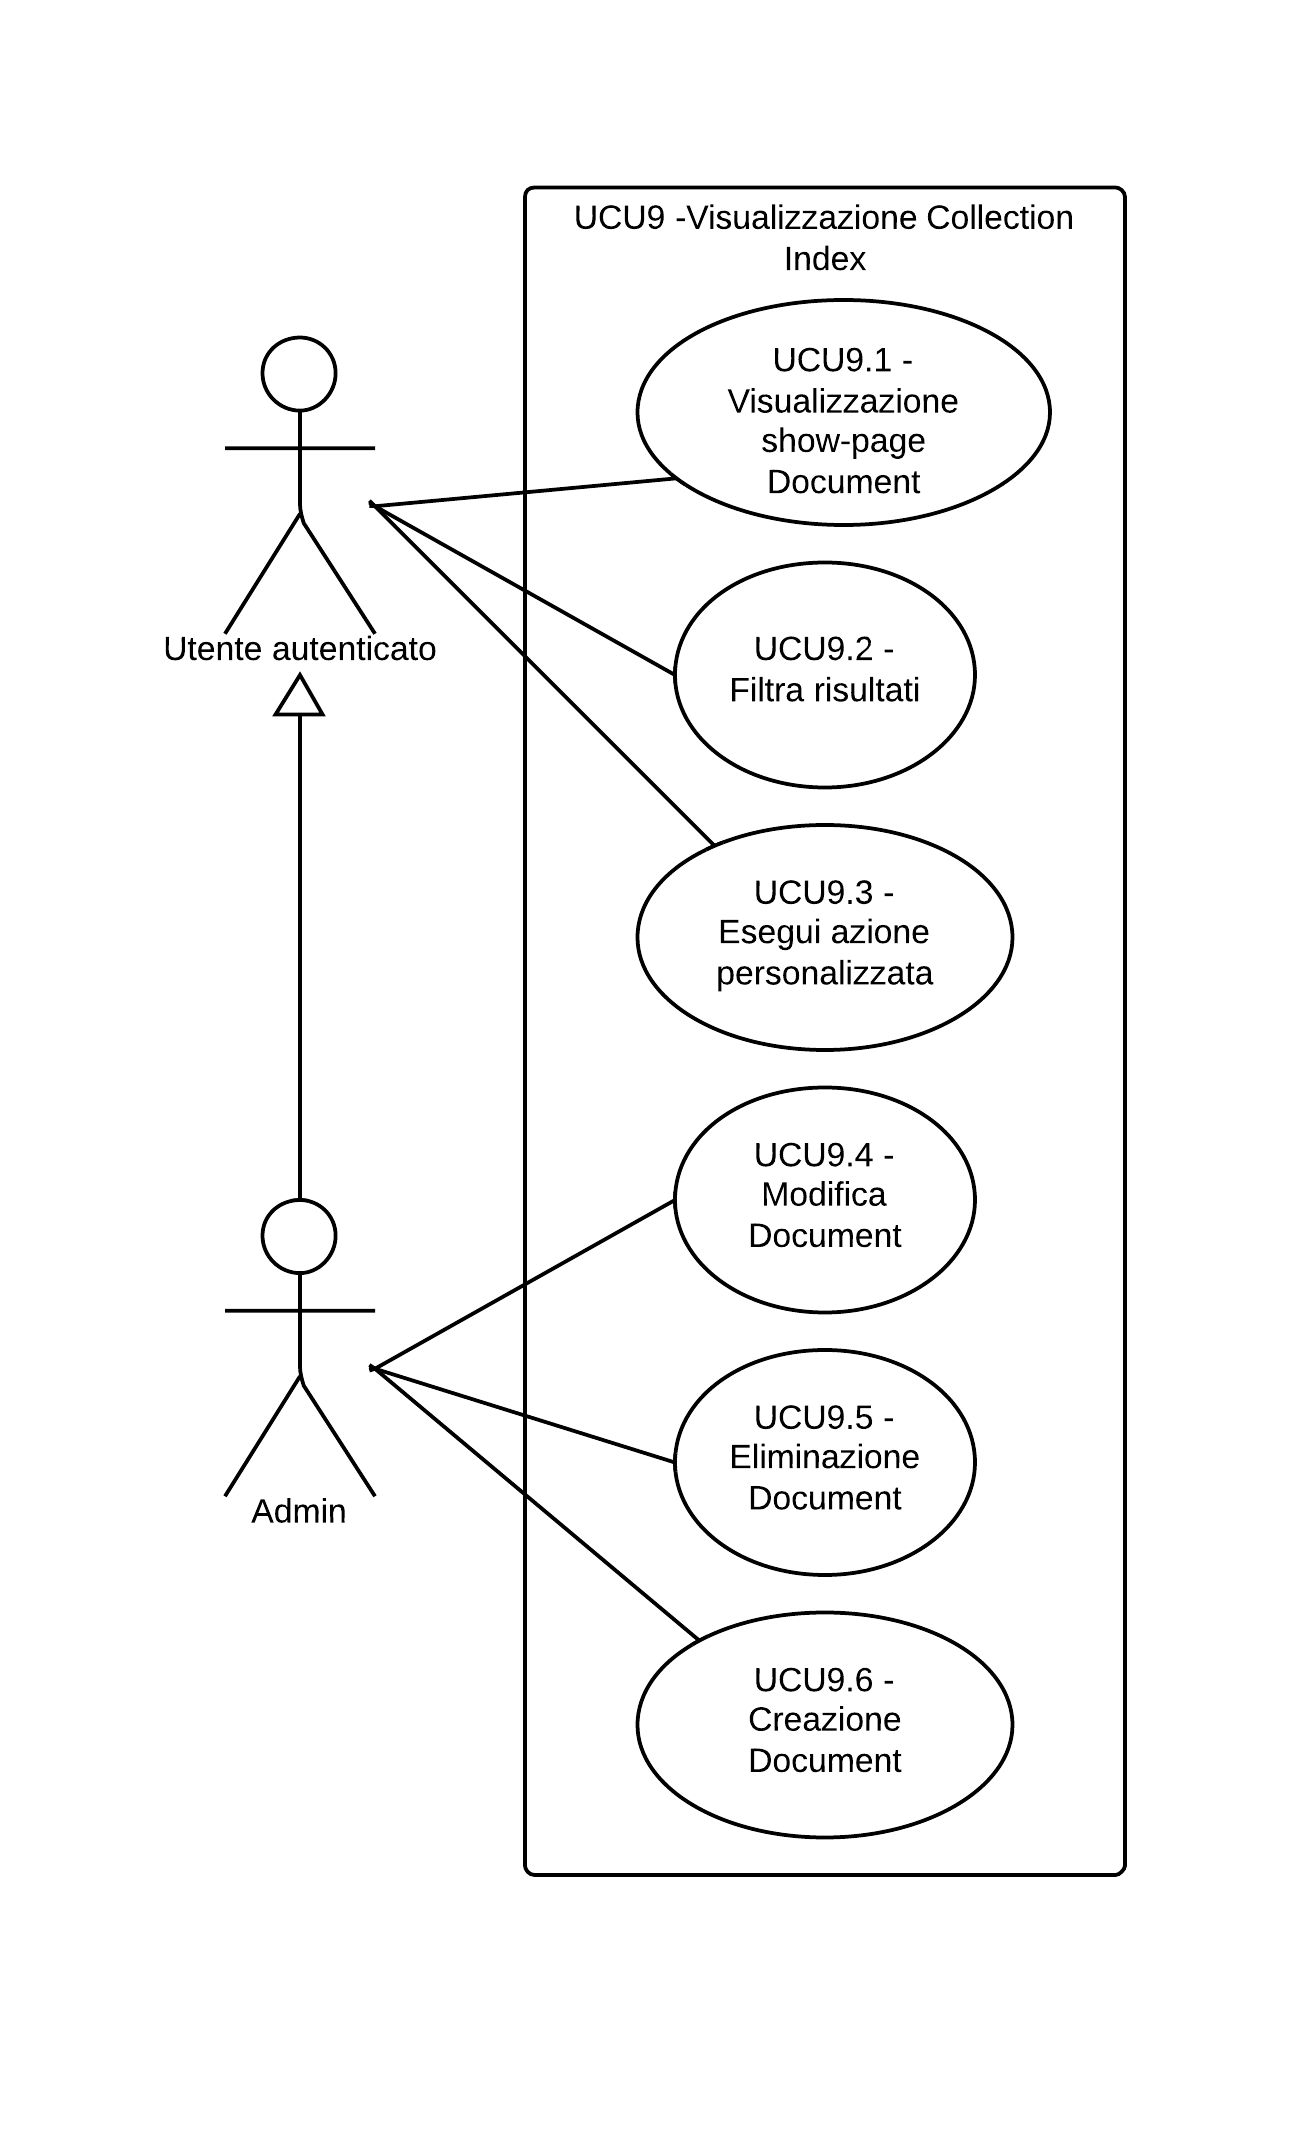 UCU9 -Visualizzazione Collection
Index
UCU9.1 -
Visualizzazione
show-page
Document
Utente autenticato
UCU9.2 -
Filtra risultati
UCU9.3 -
Esegui azione
personalizzata
UCU9.4 -
Modifica
Document
UCU9.5 -
Eliminazione
Document
Admin
UCU9.6 -
Creazione
Document